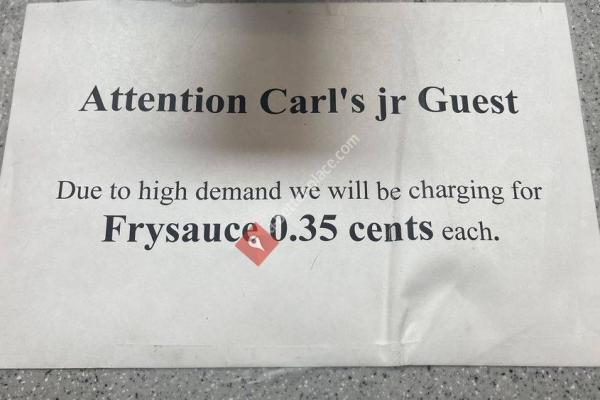 Attention Carl's jr Guest
Due to high demand we will be charging for
Frysauce 0.35 cents each.